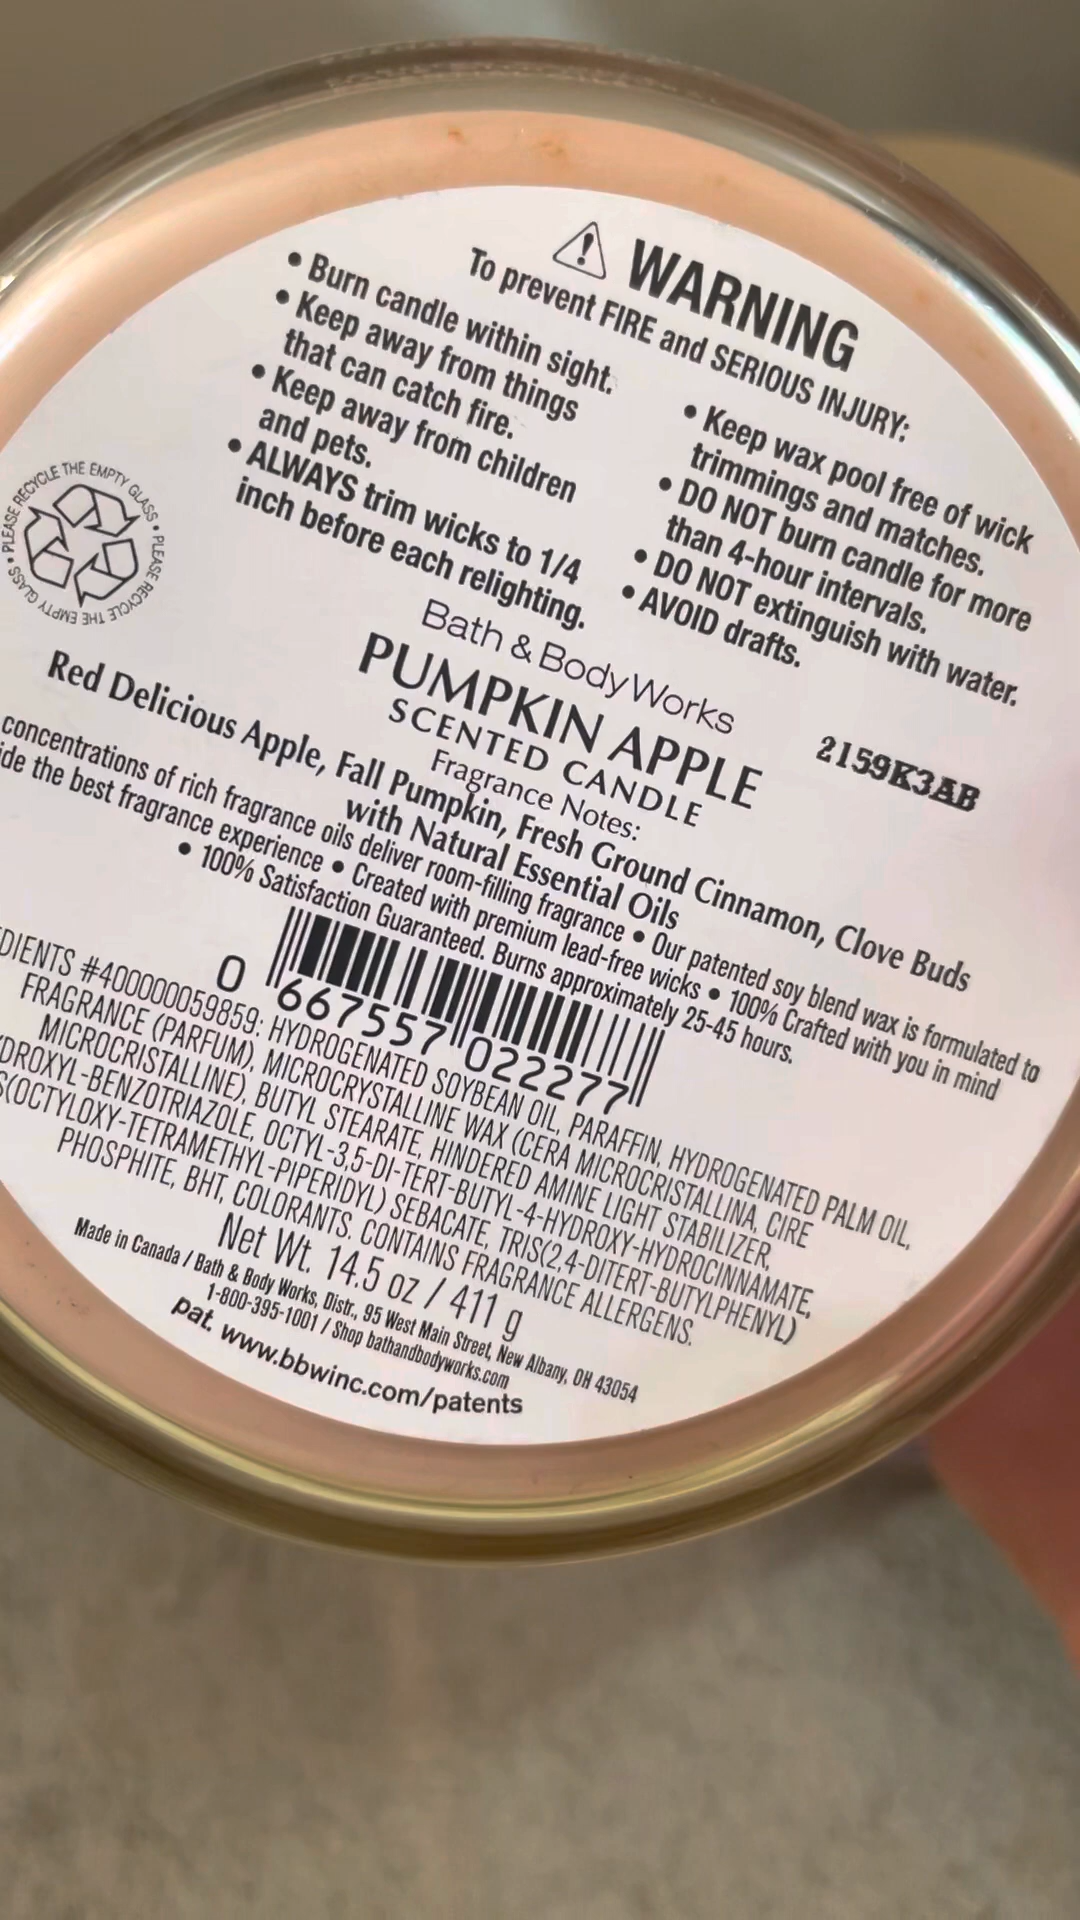 WARNING
To prevent FIRE and SERIOUS INJURY:
• Burn candle within sight.
• Keep away from things
that can catch fire.
• Keep away from children
and pets.
• ALWAYS trim wicks to 1/4
inch before each relighting.
• Keep wax pool free of wick
trimmings and matches.
• DO NOT burn candle for more
than 4-hour intervals.
• DO NOT extinguish with water.
• AVOID drafts.
PLEASE RECYCLE THE EMPTY GLASS • PLEASE RECYCLE THE EMPTY GLASS •
Bath & Body Works
PUMPKIN APPLE
SCENTED CANDLE
2159K3AB
Fragrance Notes:
Red Delicious Apple, Fall Pumpkin, Fresh Ground Cinnamon, Clove Buds
with Natural Essential Oils
concentrations of rich fragrance oils deliver room-filling fragrance • Our patented soy blend wax is formulated to
the best fragrance experience • Created with premium lead-free wicks • 100% Crafted with you in mind
• 100% Satisfaction Guaranteed. Burns approximately 25-45 hours.
0 667557 022277
#400000059859: HYDROGENATED SOYBEAN OIL, PARAFFIN, HYDROGENATED PALM OIL,
FRAGRANCE (PARFUM), MICROCRYSTALLINE WAX (CERA MICROCRISTALLINA, CIRE
MICROCRISTALLINE), BUTYL STEARATE, HINDERED AMINE LIGHT STABILIZER,
DROXYL-BENZOTRIAZOLE, OCTYL-3,5-DI-TERT-BUTYL-4-HYDROXY-HYDROCINNAMATE,
S(OCTYLOXY-TETRAMETHYL-PIPERIDYL) SEBACATE, TRIS(2,4-DITERT-BUTYLPHENYL)
PHOSPHITE, BHT, COLORANTS. CONTAINS FRAGRANCE ALLERGENS.
Net Wt. 14.5 oz / 411 g
Made in Canada / Bath & Body Works, Distr., 95 West Main Street, New Albany, OH 43054
1-800-395-1001 / Shop bathandbodyworks.com
pat. www.bbwinc.com/patents